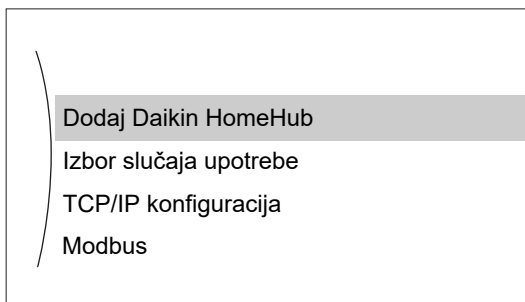 Dodaj Daikin HomeHub
Izbor slučaja upotrebe
TCP/IP konfiguracija
Modbus